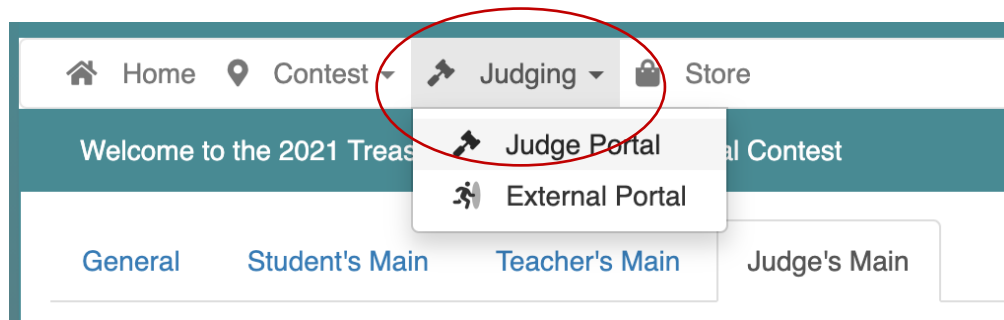 Home Contest Judging Store
Judge Portal
Welcome to the 2021 Treas al Contest
External Portal
General Student's Main Teacher's Main Judge's Main